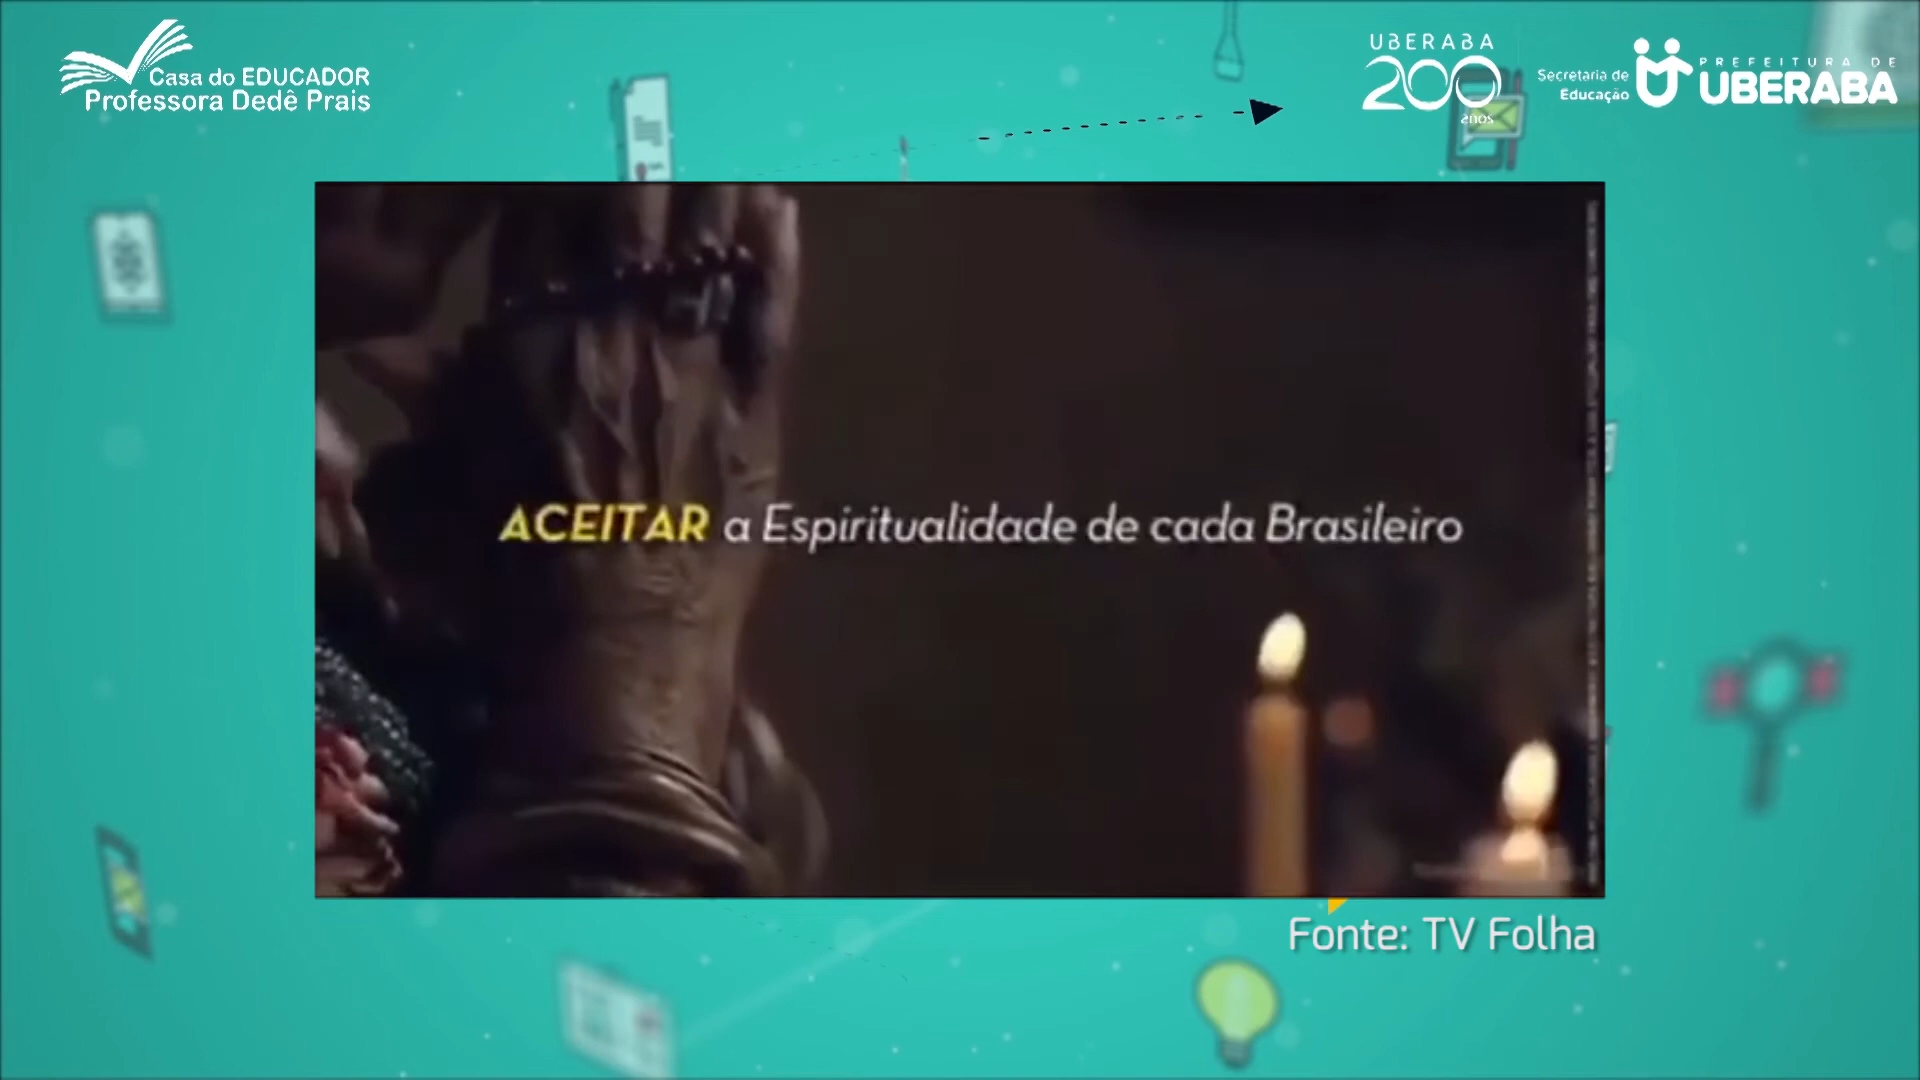 Casa do EDUCADOR
Professora Dedê Prais
UBERABA
200
anos
Secretaria de
Educação
PREFEITURA DE
UBERABA
ACEITAR a Espiritualidade de cada Brasileiro
Fonte: TV Folha